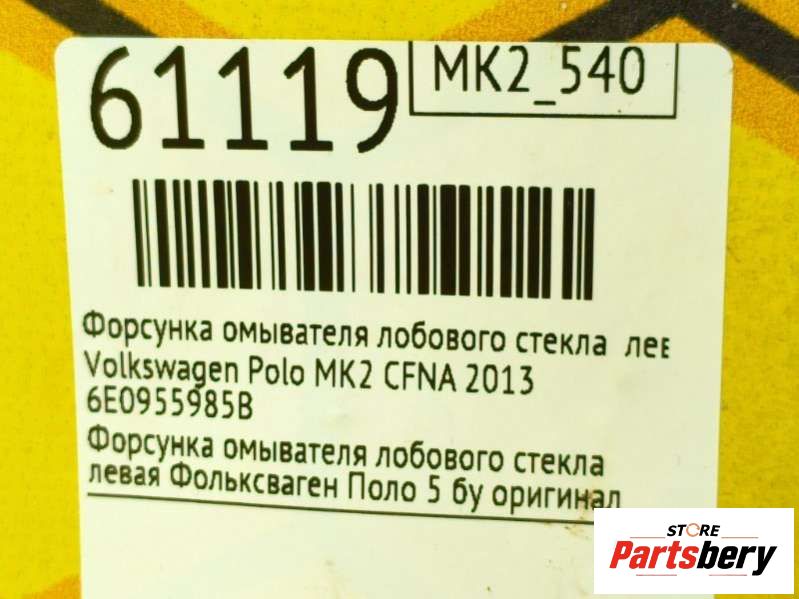 61119
MK2_540
Форсунка омывателя лобового стекла лев
Volkswagen Polo MK2 CFNA 2013
6E0955985B
Форсунка омывателя лобового стекла
левая Фольксваген Поло 5 бу оригинал
STORE
Partsbery